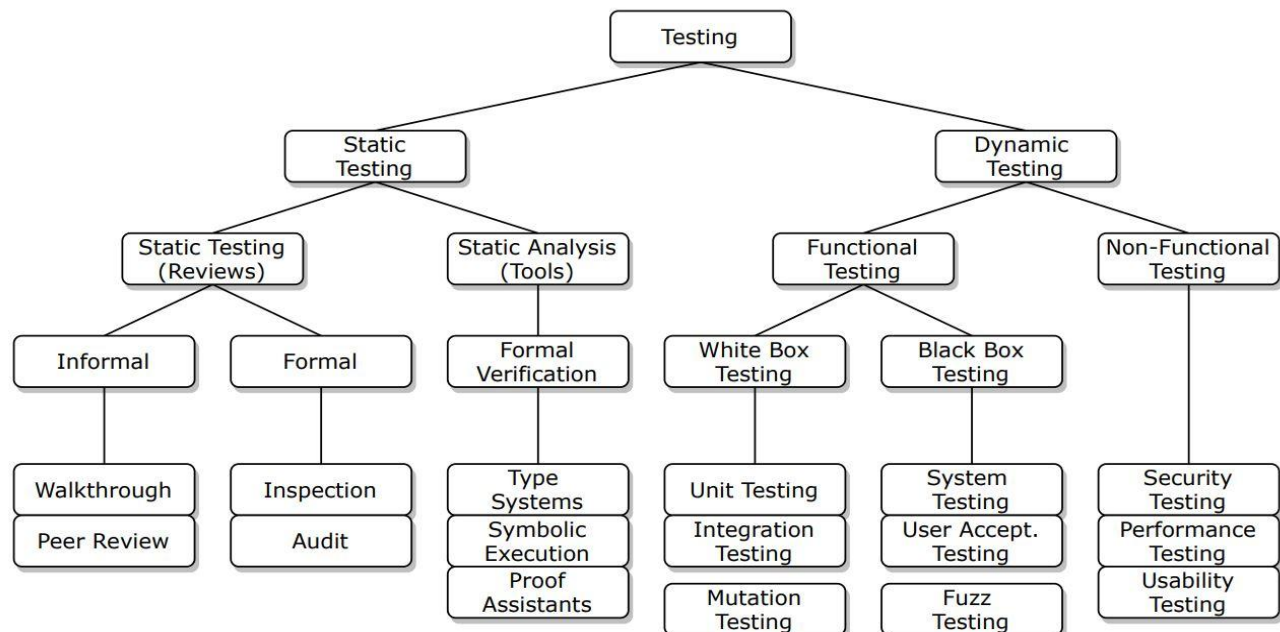 Testing
Static
Testing
Dynamic
Testing
Static Testing
(Reviews)
Static Analysis
(Tools)
Functional
Testing
Non-Functional
Testing
Informal
Formal
Formal
Verification
White Box
Testing
Black Box
Testing
Walkthrough
Peer Review
Inspection
Audit
Type
Systems
Symbolic
Execution
Proof
Assistants
Unit Testing
Integration
Testing
Mutation
Testing
System
Testing
User Accept.
Testing
Fuzz
Testing
Security
Testing
Performance
Testing
Usability
Testing